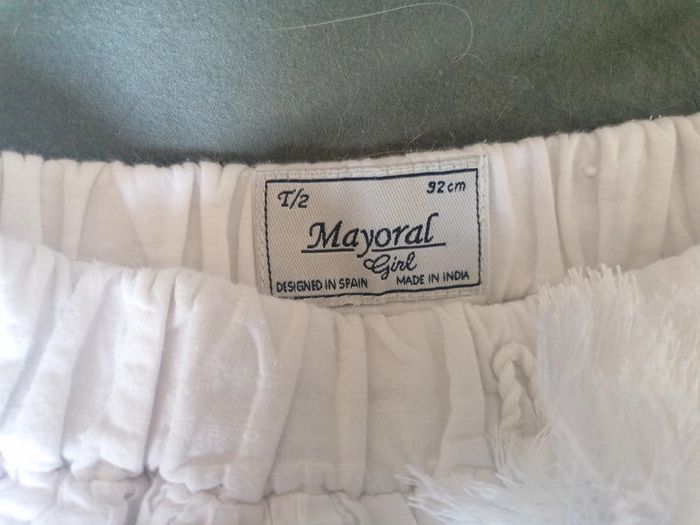 T/2 92cm
Mayoral
Girl
DESIGNED IN SPAIN MADE IN INDIA